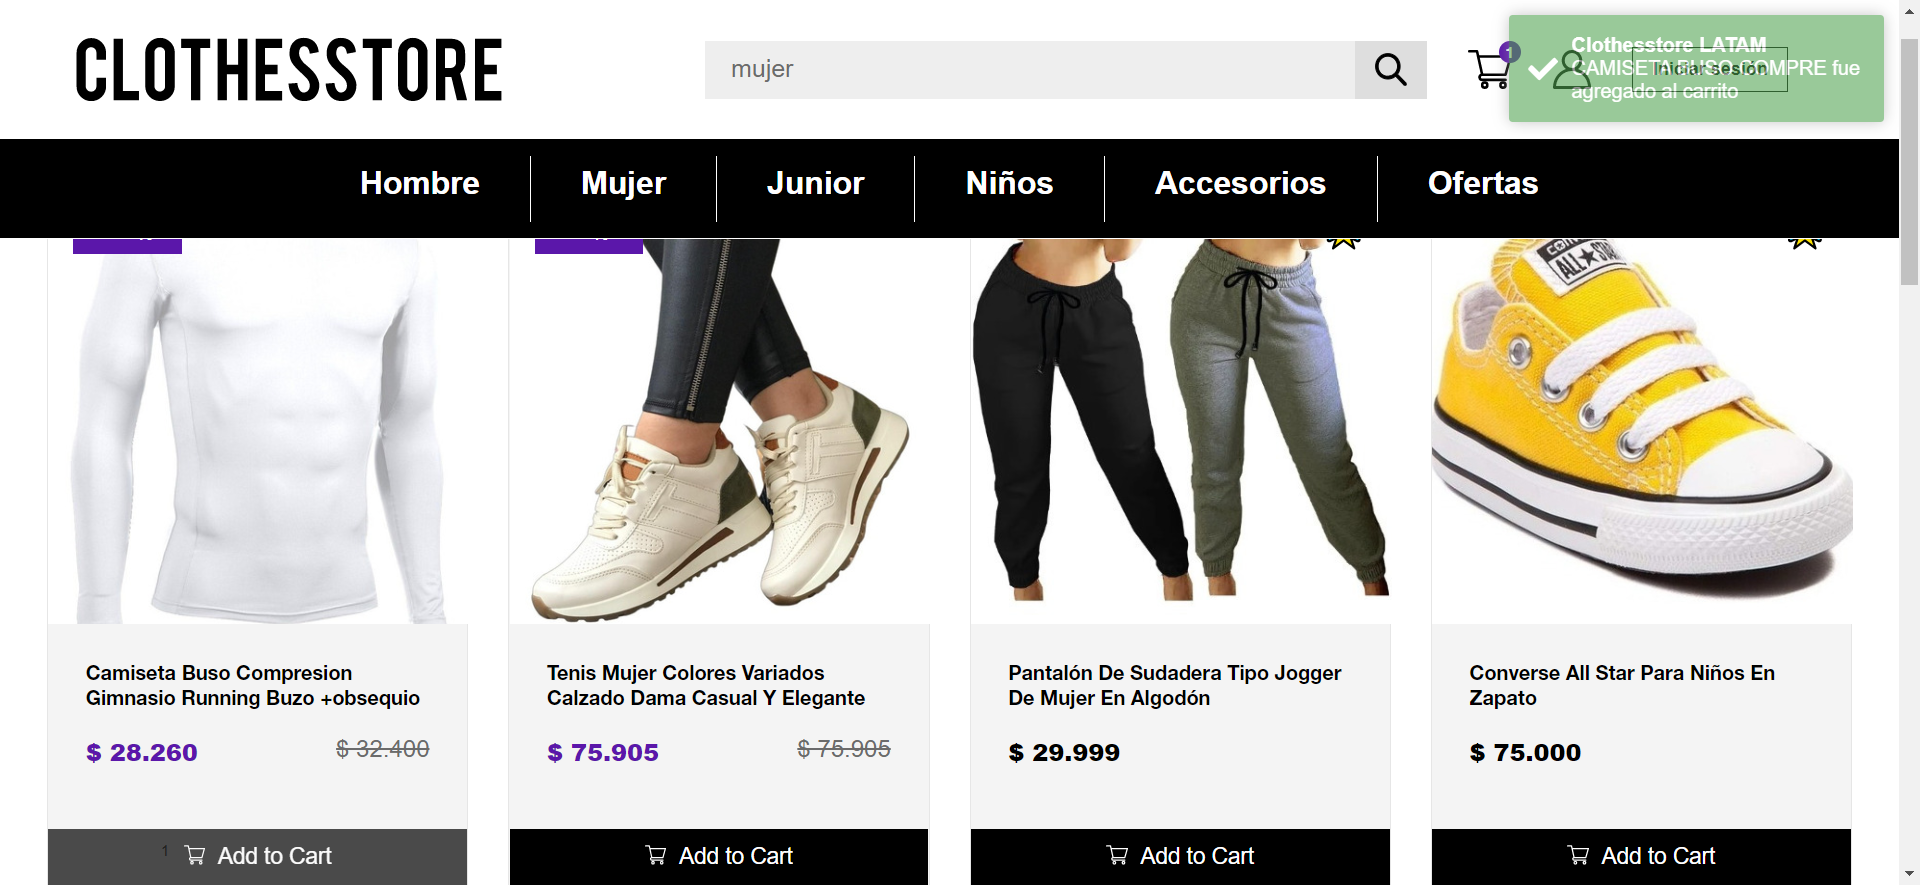 CLOTHESSTORE
mujer
1
Clothesstore LATAM
Iniciar sesión
CAMISETA BUSO COMPRE fue
agregado al carrito
Hombre
Mujer
Junior
Niños
Accesorios
Ofertas
ALL STAR
Camiseta Buso Compresion
Gimnasio Running Buzo +obsequio
$ 28.260
$ 32.400
1
Add to Cart
Tenis Mujer Colores Variados
Calzado Dama Casual Y Elegante
$ 75.905
$ 75.905
Add to Cart
Pantalón De Sudadera Tipo Jogger
De Mujer En Algodón
$ 29.999
Add to Cart
Converse All Star Para Niños En
Zapato
$ 75.000
Add to Cart